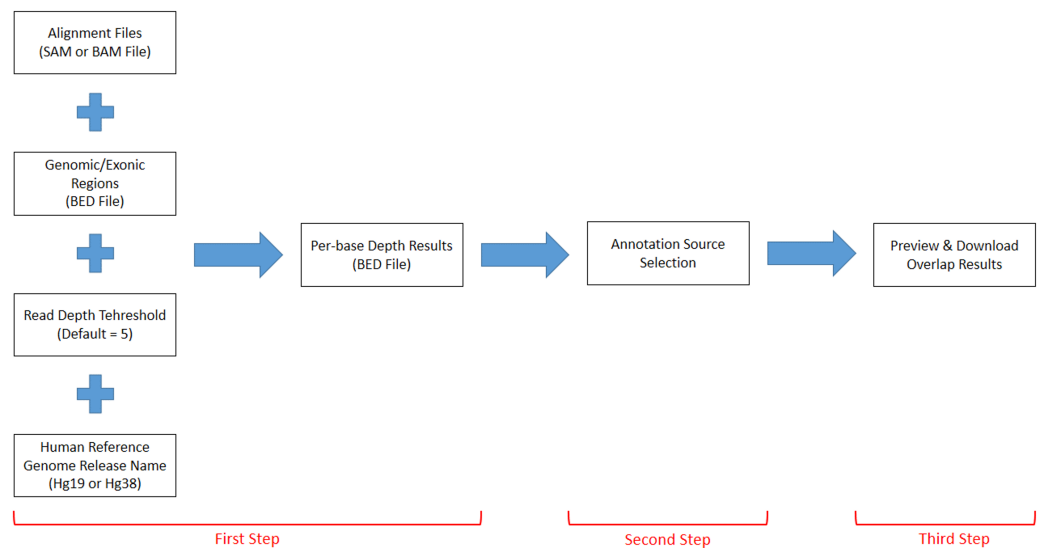 Alignment Files
(SAM or BAM File)
Genomic/Exonic
Regions
(BED File)
Read Depth Tehreshold
(Default = 5)
Human Reference
Genome Release Name
(Hg19 or Hg38)
Per-base Depth Results
(BED File)
Annotation Source
Selection
Preview & Download
Overlap Results
First Step
Second Step
Third Step